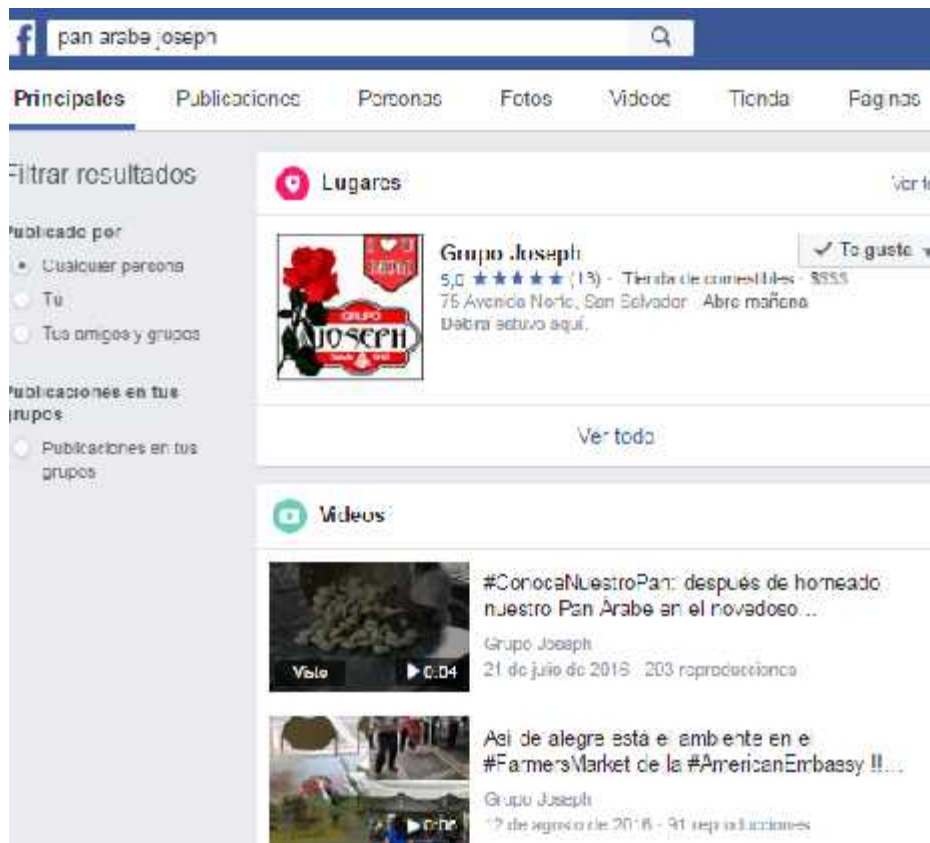 f pan arabe joseph
Principales Publicaciones Personas Fotos Videos Tienda Páginas
Filtrar resultados
Publicado por
Cualquier persona
Tú
Tus amigos y grupos
Publicaciones en tus
grupos
Publicaciones en tus
grupos
Lugares
Ver to
GRUPO
JOSEPH
Grupo Joseph
Te gusta
5,0 ★★★★★ (13) · Tienda de comestibles · $$$$
75 Avenida Norte, San Salvador · Abre mañana
Debira estuvo aquí.
Ver todo
Videos
Visto 0:04
#ConoceNuestroPan: después de horneado
nuestro Pan Árabe en el novedoso...
Grupo Joseph
21 de julio de 2016 · 203 reproducciones
Así de alegre está el ambiente en el
#FarmersMarket de la #AmericanEmbassy !!...
Grupo Joseph
12 de agosto de 2016 · 91 reproducciones